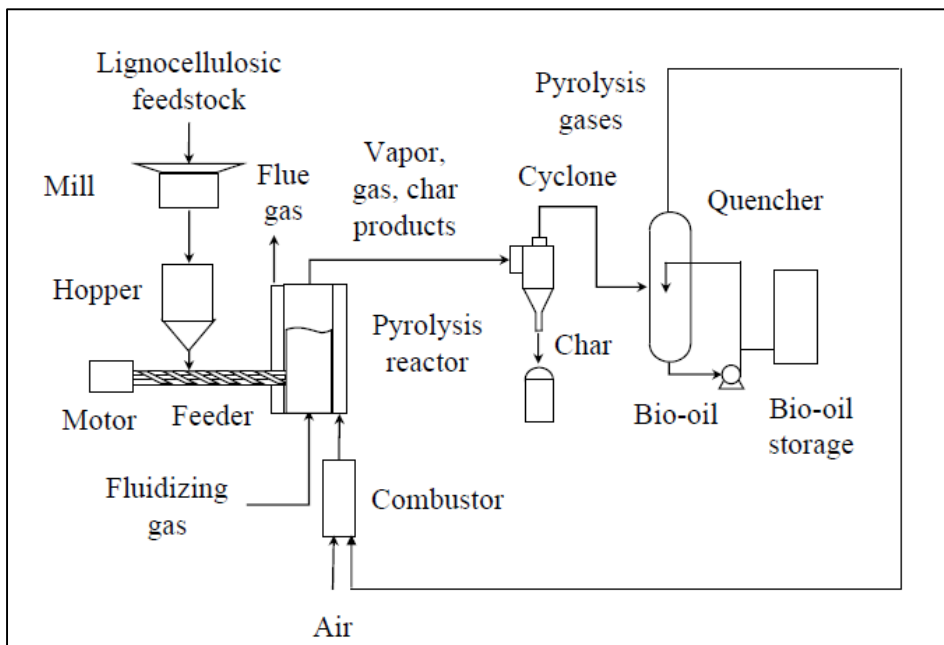 Lignocellulosic
feedstock
Mill
Hopper
Motor
Feeder
Flue
gas
Vapor,
gas, char
products
Pyrolysis
reactor
Fluidizing
gas
Combustor
Air
Cyclone
Char
Pyrolysis
gases
Quencher
Bio-oil
Bio-oil
storage